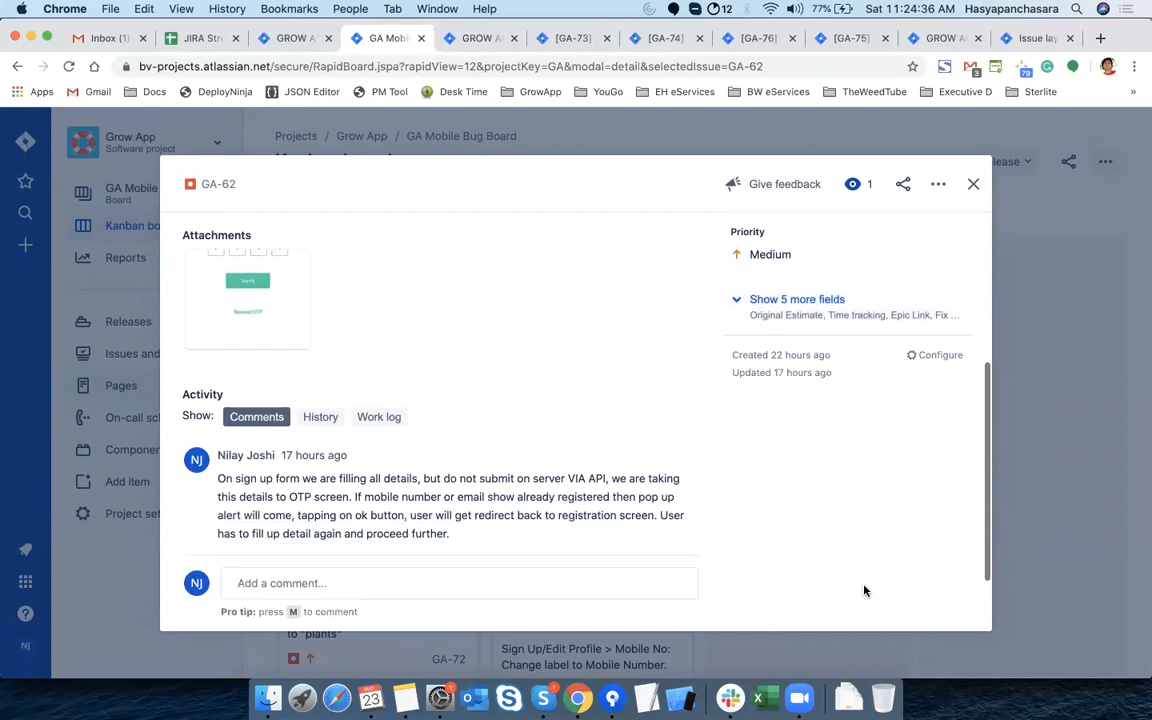 Chrome File Edit View History Bookmarks People Tab Window Help 12 77% Sat 11:24:36 AM Hasyapanchasara
Inbox (1) JIRA Stru GROW A GA Mobi GROW A [GA-73] [GA-74] [GA-76] [GA-75] GROW A Issue lay
bv-projects.atlassian.net/secure/RapidBoard.jspa?rapidView=12&projectKey=GA&modal=detail&selectedIssue=GA-62
3 79
Apps Gmail Docs DeployNinja JSON Editor PM Tool Desk Time GrowApp YouGo EH eServices BW eServices TheWeedTube Executive D Sterlite »
Grow App
Software project
Projects / Grow App / GA Mobile Bug Board
lease
GA-62
Give feedback
1
GA Mobile
Board
Kanban bo
Reports
Releases
Issues and
Pages
On-call sc
Componen
Add item
Project set
NJ
Attachments
Verify
Resend OTP
Priority
Medium
Show 5 more fields
Original Estimate, Time tracking, Epic Link, Fix ...
Created 22 hours ago
Configure
Updated 17 hours ago
Activity
Show: Comments History Work log
NJ
Nilay Joshi 17 hours ago
On sign up form we are filling all details, but do not submit on server VIA API, we are taking
this details to OTP screen. If mobile number or email show already registered then pop up
alert will come, tapping on ok button, user will get redirect back to registration screen. User
has to fill up detail again and proceed further.
NJ
Add a comment...
Pro tip: press M to comment
to "plants"
GA-72
Sign Up/Edit Profile > Mobile No:
Change label to Mobile Number.
MAY
23
1
1